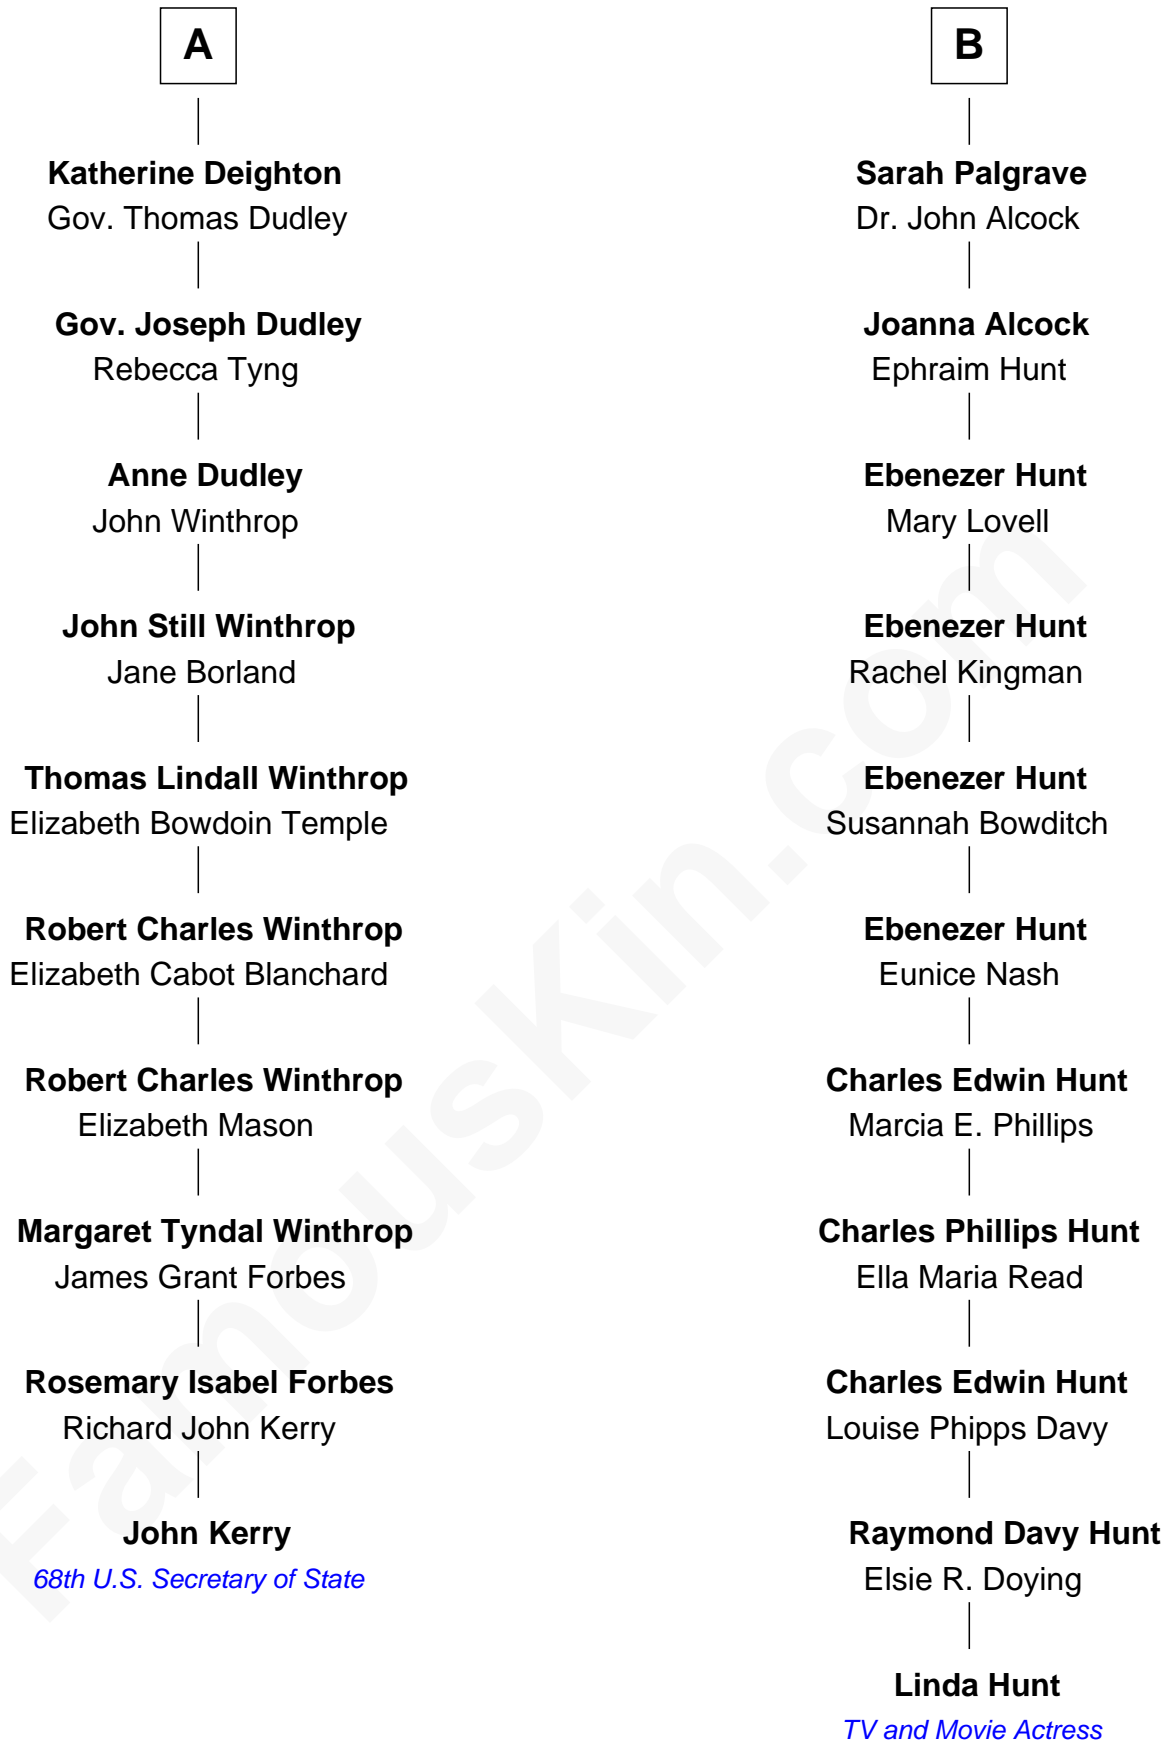 A
Katherine Deighton
Gov. Thomas Dudley
Gov. Joseph Dudley
Rebecca Tyng
Anne Dudley
John Winthrop
John Still Winthrop
Jane Borland
Thomas Lindall Winthrop
Elizabeth Bowdoin Temple
Robert Charles Winthrop
Elizabeth Cabot Blanchard
Robert Charles Winthrop
Elizabeth Mason
Margaret Tyndal Winthrop
James Grant Forbes
Rosemary Isabel Forbes
Richard John Kerry
John Kerry
68th U.S. Secretary of State
B
Sarah Palgrave
Dr. John Alcock
Joanna Alcock
Ephraim Hunt
Ebenezer Hunt
Mary Lovell
Ebenezer Hunt
Rachel Kingman
Ebenezer Hunt
Susannah Bowditch
Ebenezer Hunt
Eunice Nash
Charles Edwin Hunt
Marcia E. Phillips
Charles Phillips Hunt
Ella Maria Read
Charles Edwin Hunt
Louise Phipps Davy
Raymond Davy Hunt
Elsie R. Doying
Linda Hunt
TV and Movie Actress
FamousKin.com